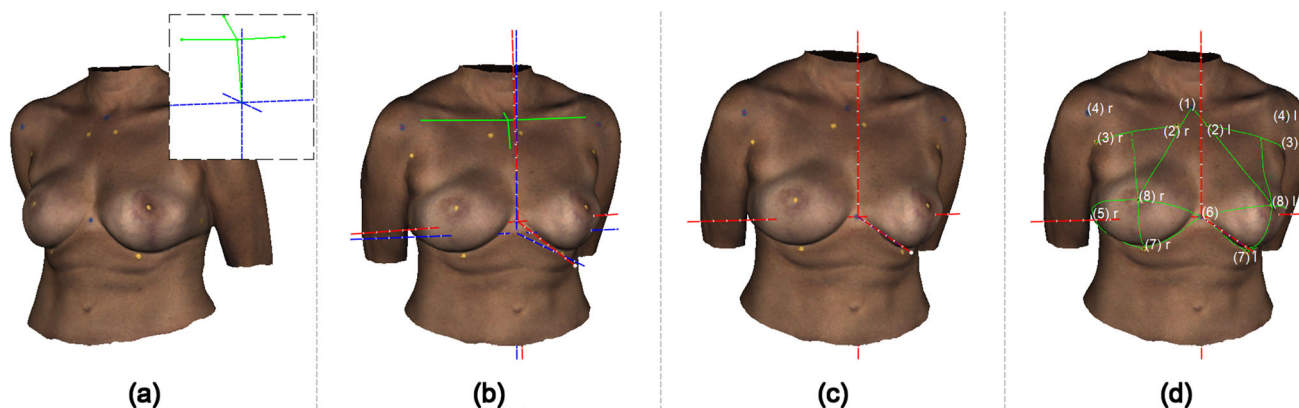 (1)
(4) r
(4) l
(2) r
(2) l
(3) r
(3)
(8) r
(8) l
(5) r
(6)
(7) r
(7) l
(a)
(b)
(c)
(d)